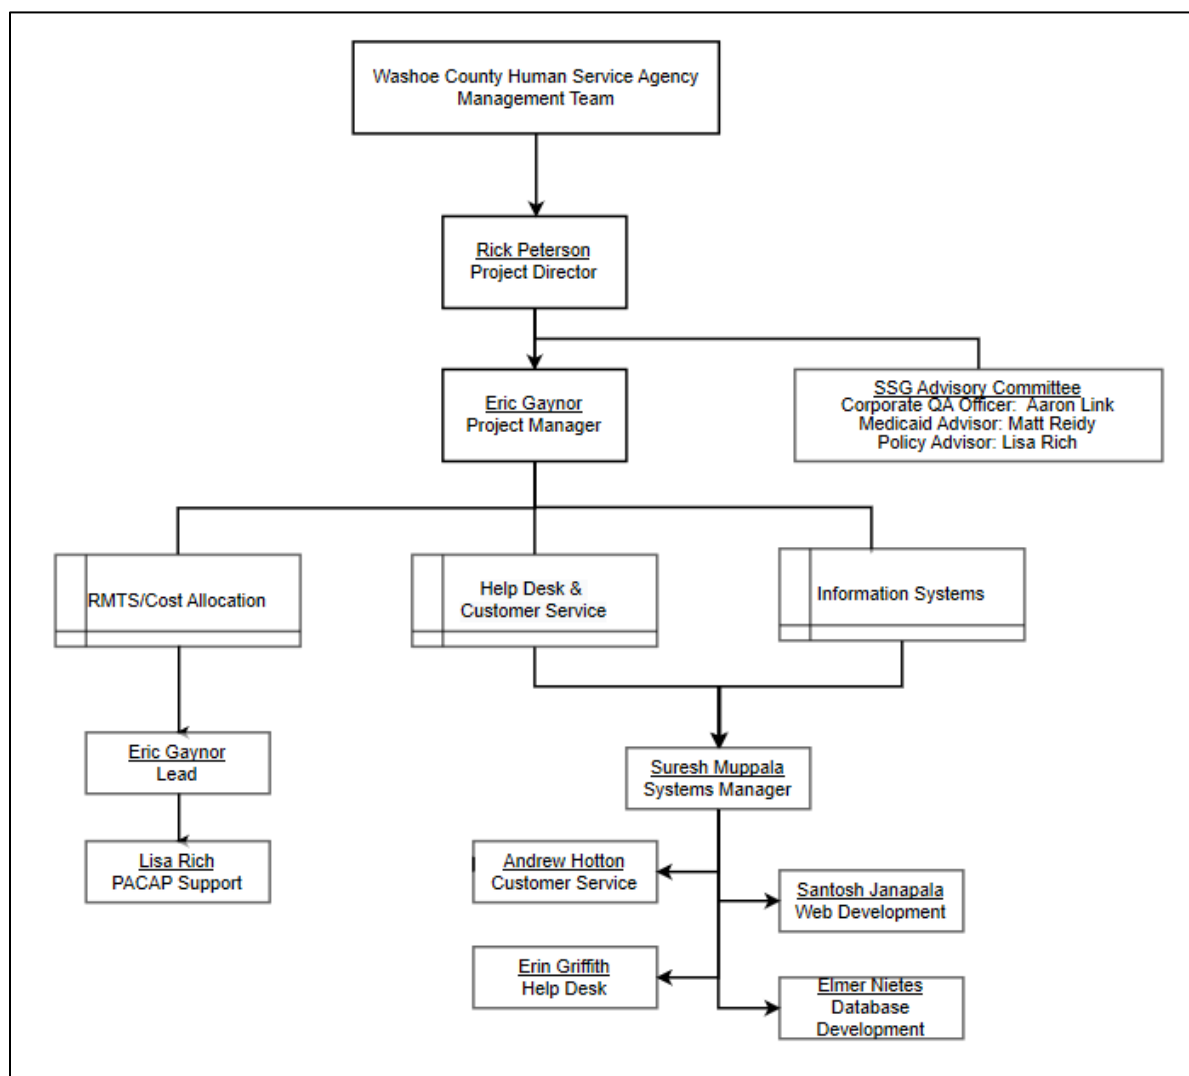 Washoe County Human Service Agency
Management Team
Rick Peterson
Project Director
Eric Gaynor
Project Manager
SSG Advisory Committee
Corporate QA Officer:  Aaron Link
Medicaid Advisor: Matt Reidy
Policy Advisor: Lisa Rich
RMTS/Cost Allocation
Help Desk &
Customer Service
Information Systems
Eric Gaynor
Lead
Suresh Muppala
Systems Manager
Lisa Rich
PACAP Support
Andrew Hotton
Customer Service
Santosh Janapala
Web Development
Erin Griffith
Help Desk
Elmer Nietes
Database
Development